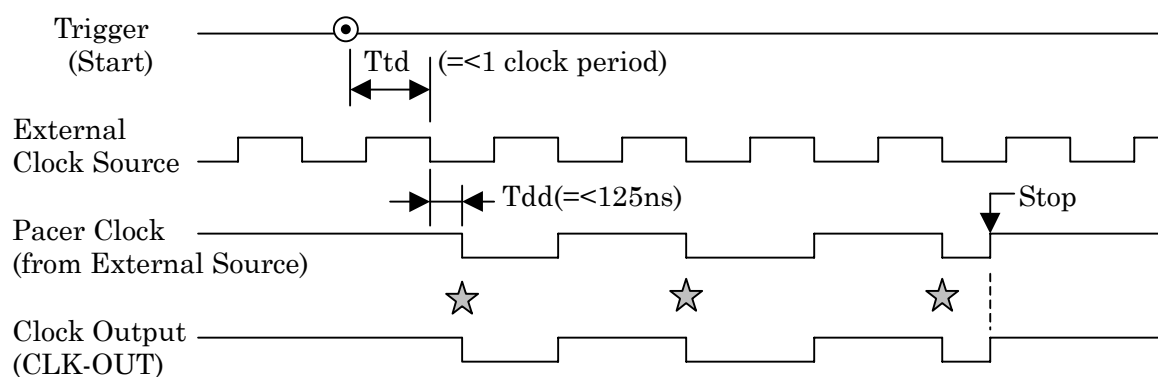 Trigger
(Start)
Ttd (=<1 clock period)
External
Clock Source
Tdd(=<125ns)
Stop
Pacer Clock
(from External Source)
Clock Output
(CLK-OUT)